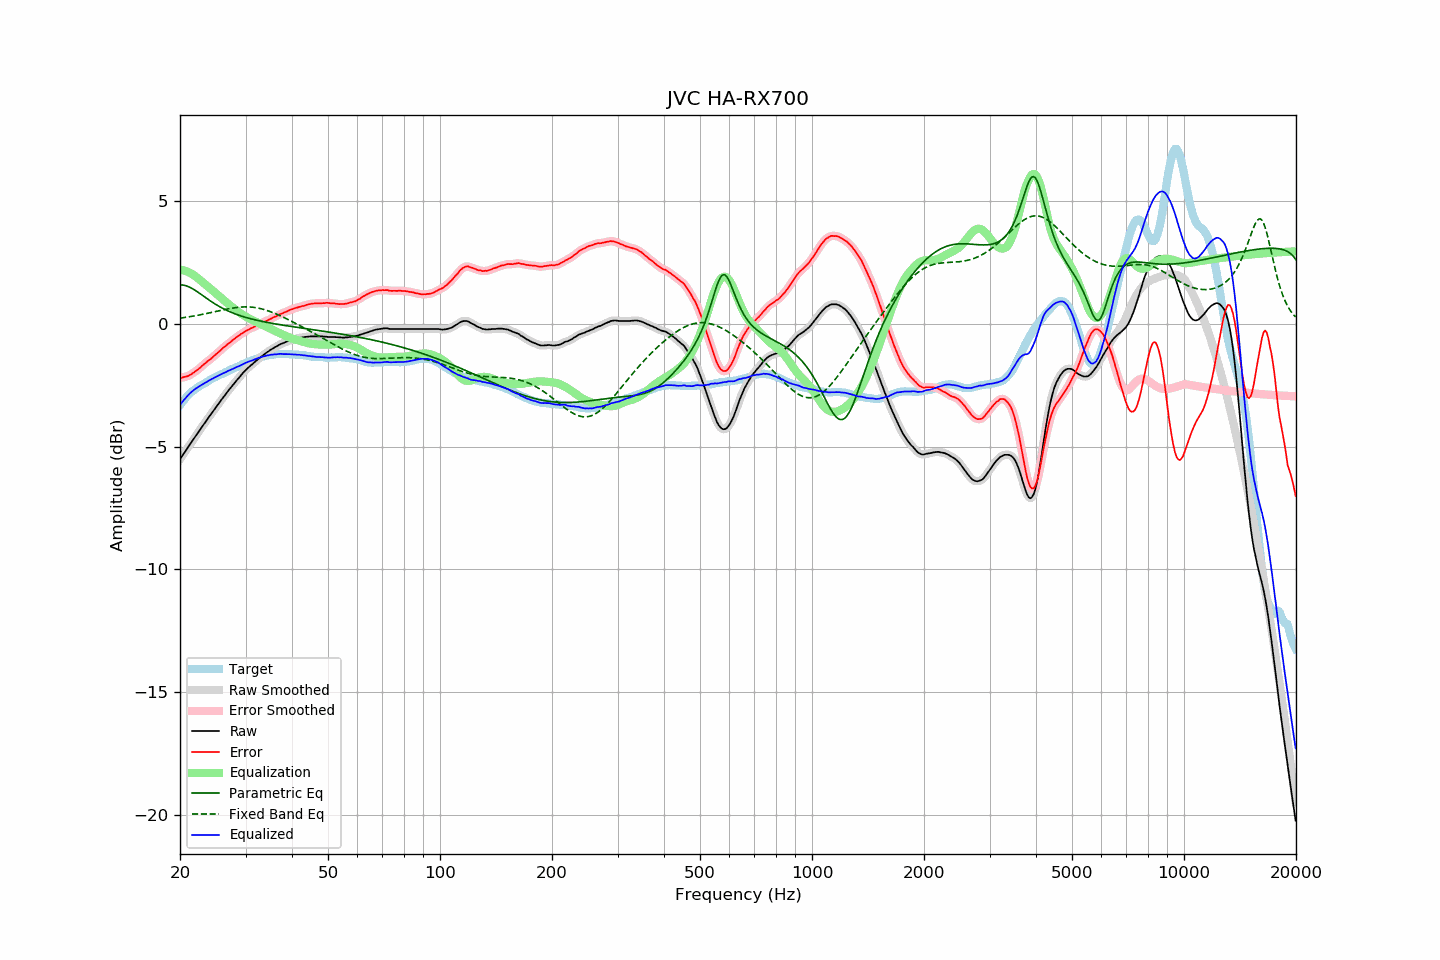 JVC HA-RX700
Amplitude (dBr)
5
0
−5
−10
−15
−20
Target
Raw Smoothed
Error Smoothed
Raw
Error
Equalization
Parametric Eq
Fixed Band Eq
Equalized
20 50 100 200 500 1000 2000 5000 10000 20000
Frequency (Hz)